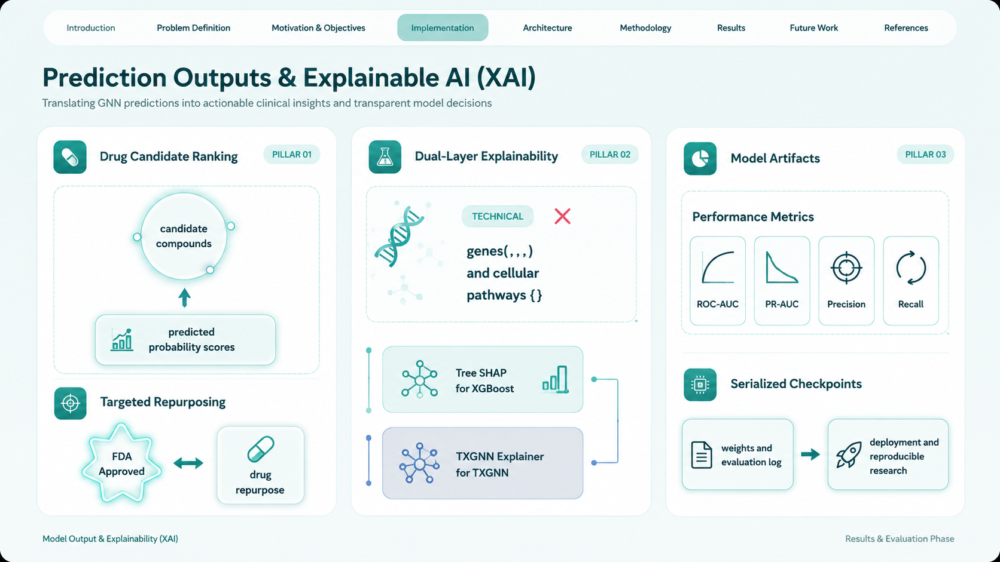 Introduction
Problem Definition
Motivation & Objectives
Implementation
Architecture
Methodology
Results
Future Work
References
Prediction Outputs & Explainable AI (XAI)
Translating GNN predictions into actionable clinical insights and transparent model decisions
Drug Candidate Ranking
PILLAR 01
candidate
compounds
predicted
probability scores
Targeted Repurposing
FDA
Approved
drug
repurpose
Dual-Layer Explainability
PILLAR 02
TECHNICAL
genes(,,,)
and cellular
pathways {}
Tree SHAP
for XGBoost
TXGNN Explainer
for TXGNN
Model Artifacts
PILLAR 03
Performance Metrics
ROC-AUC
PR-AUC
Precision
Recall
Serialized Checkpoints
weights and
evaluation log
deployment and
reproducible
research
Model Output & Explainability (XAI)
Results & Evaluation Phase